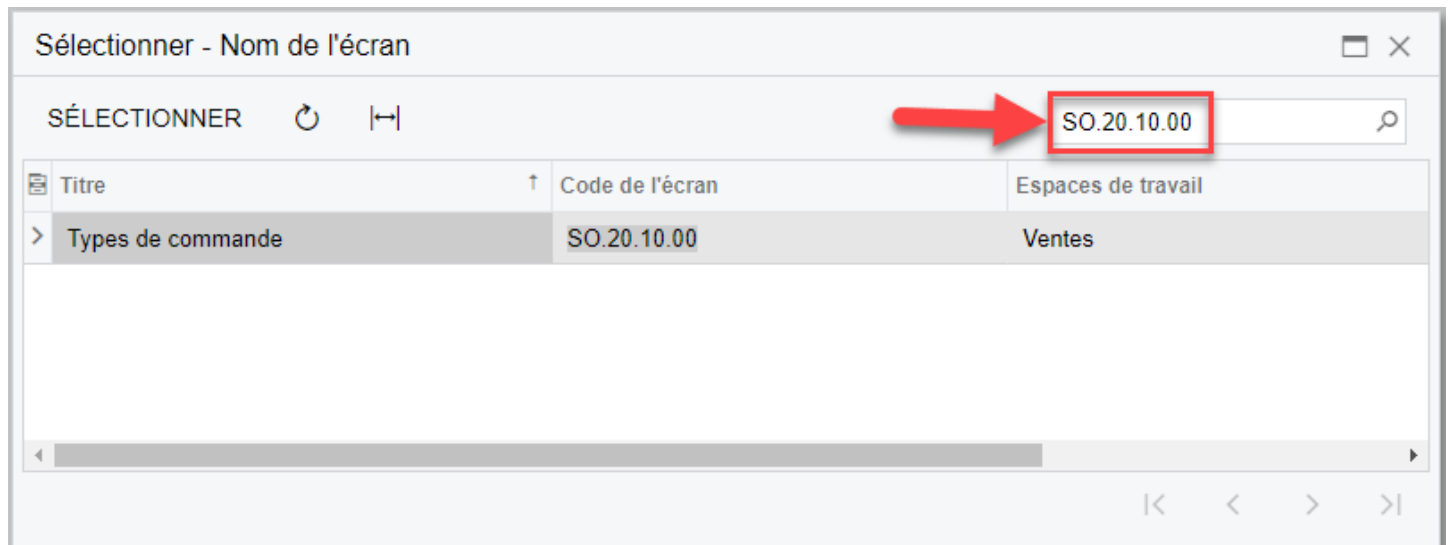 Sélectionner - Nom de l'écran
SÉLECTIONNER SO.20.10.00
Titre Code de l'écran Espaces de travail
Types de commande SO.20.10.00 Ventes